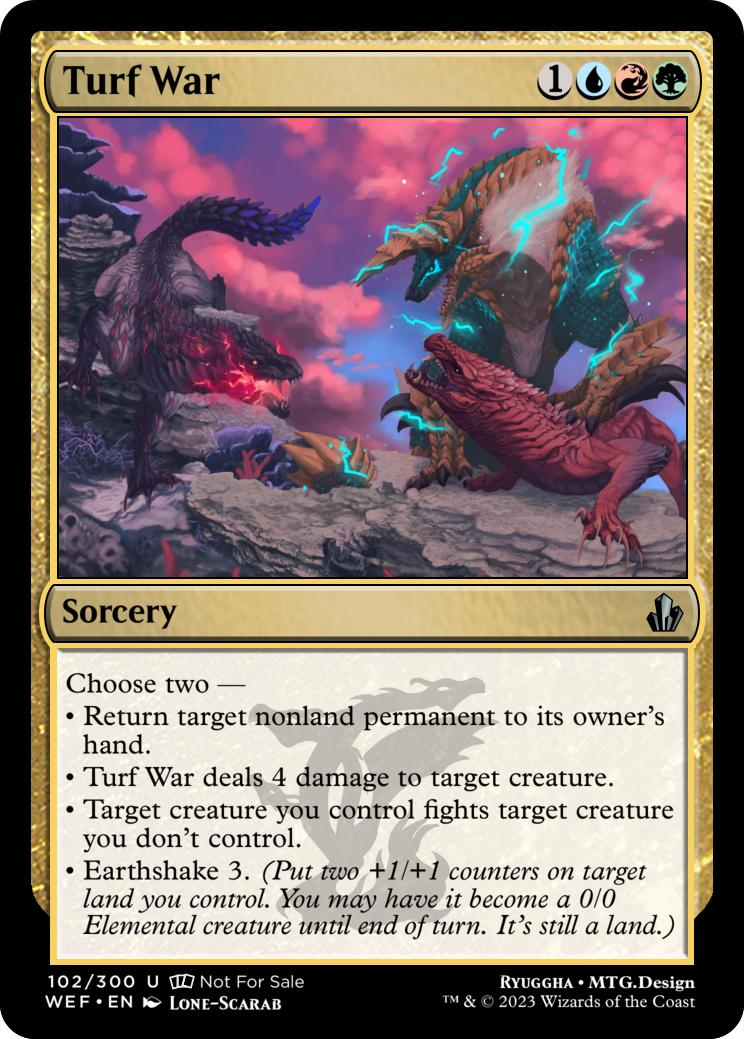 Turf War 1
Sorcery
Choose two —
• Return target nonland permanent to its owner's
hand.
• Turf War deals 4 damage to target creature.
• Target creature you control fights target creature
you don't control.
• Earthshake 3. (Put two +1/+1 counters on target
land you control. You may have it become a 0/0
Elemental creature until end of turn. It's still a land.)
102/300 U Not For Sale
WEF • EN Lone-Scarab
Ryuggha • MTG.Design
™ & © 2023 Wizards of the Coast